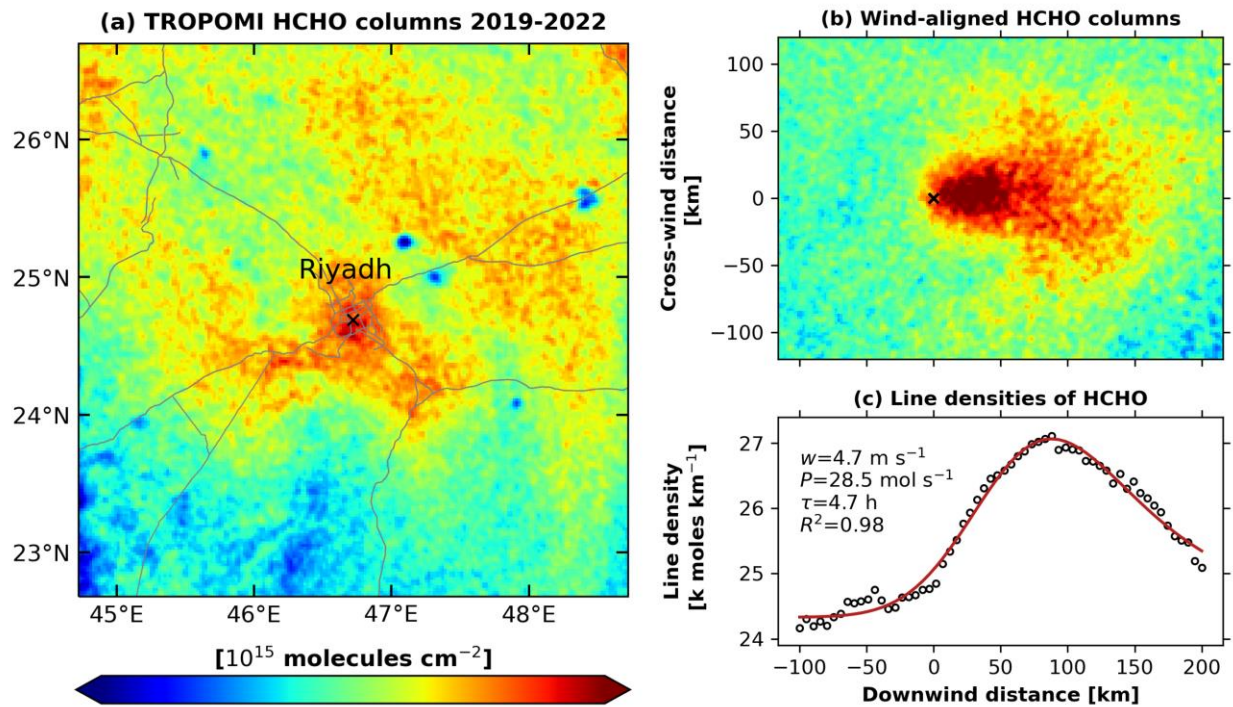 (a) TROPOMI HCHO columns 2019-2022
26°N
25°N
24°N
23°N
Riyadh
45°E 46°E 47°E 48°E
[10¹⁵ molecules cm⁻²]
(b) Wind-aligned HCHO columns
Cross-wind distance
[km]
100
50
0
−50
−100
(c) Line densities of HCHO
Line density
[k moles km⁻¹]
27
26
25
24
w=4.7 m s⁻¹
P=28.5 mol s⁻¹
τ=4.7 h
R²=0.98
−100 −50 0 50 100 150 200
Downwind distance [km]